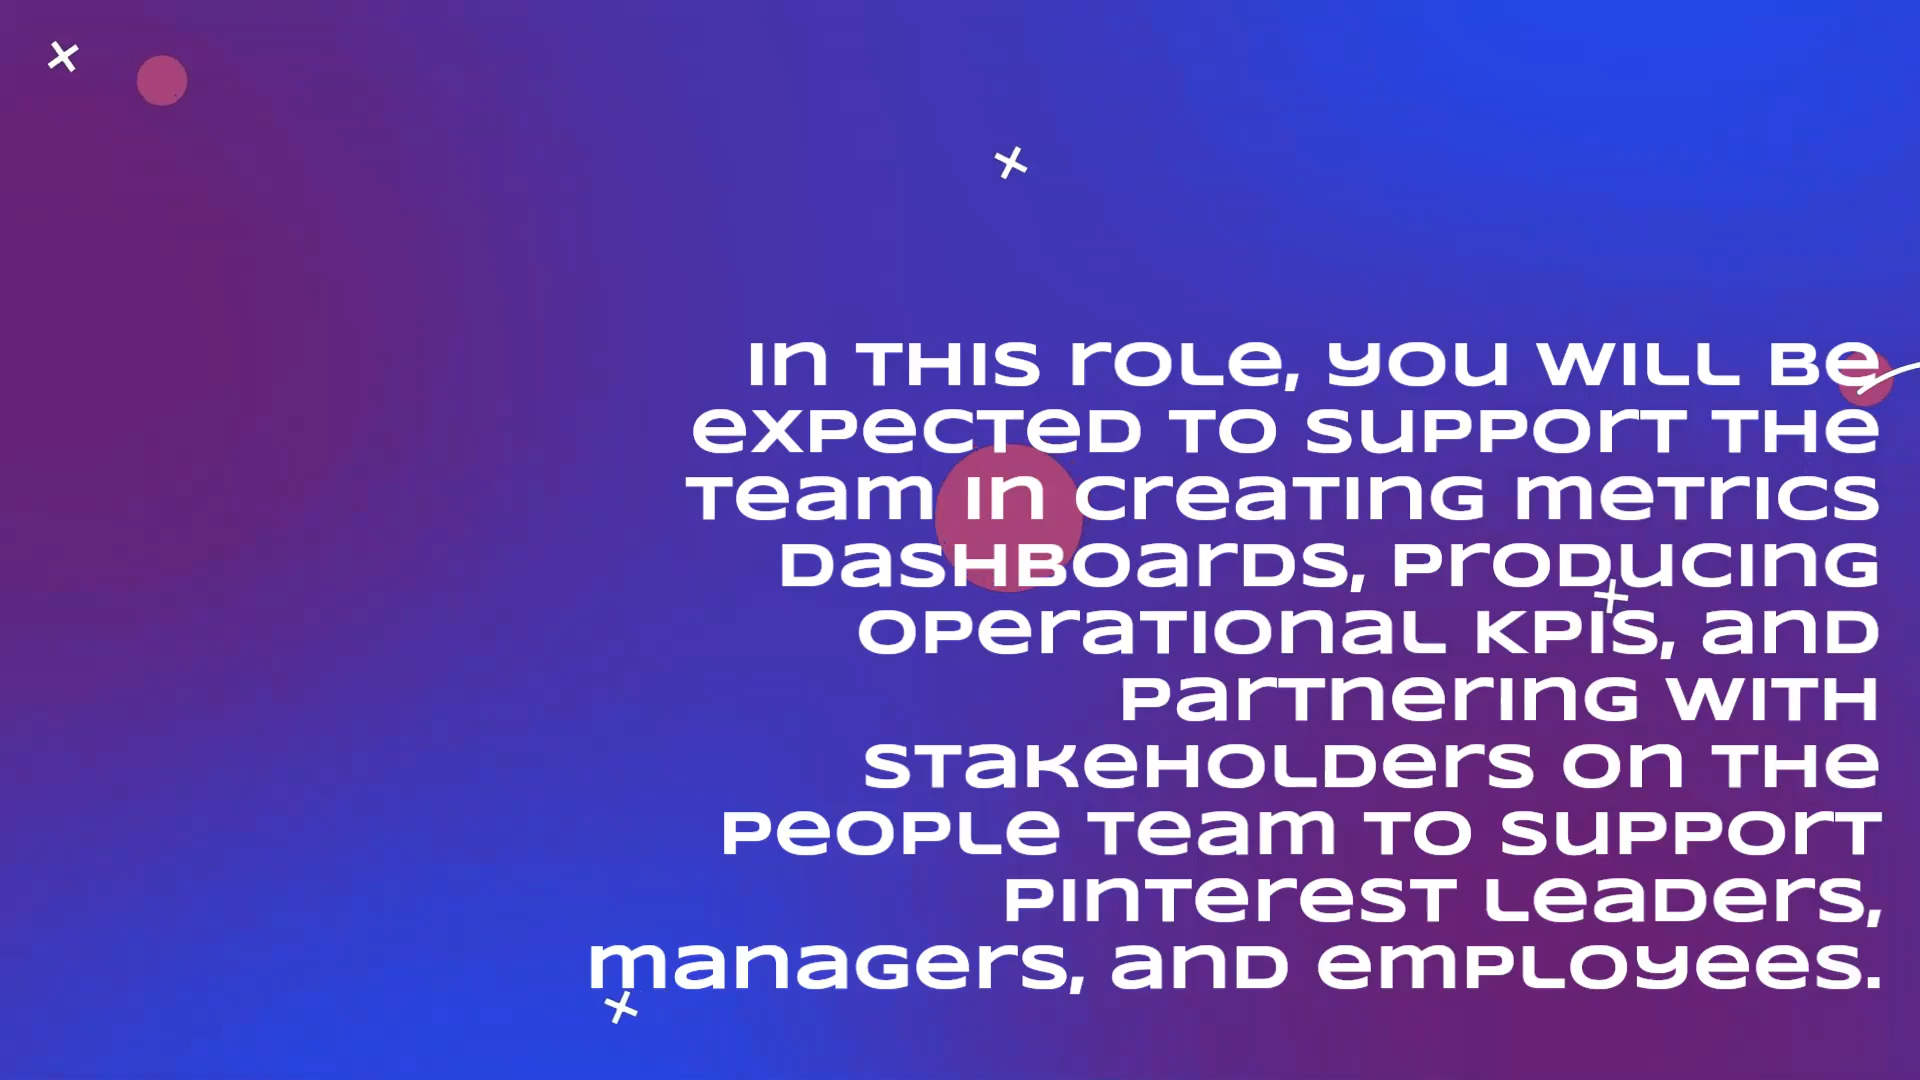 In this role, you will be
expected to support the
team in creating metrics
dashboards, producing
operational KPIs, and
partnering with
stakeholders on the
People Team to support
Pinterest leaders,
managers, and employees.